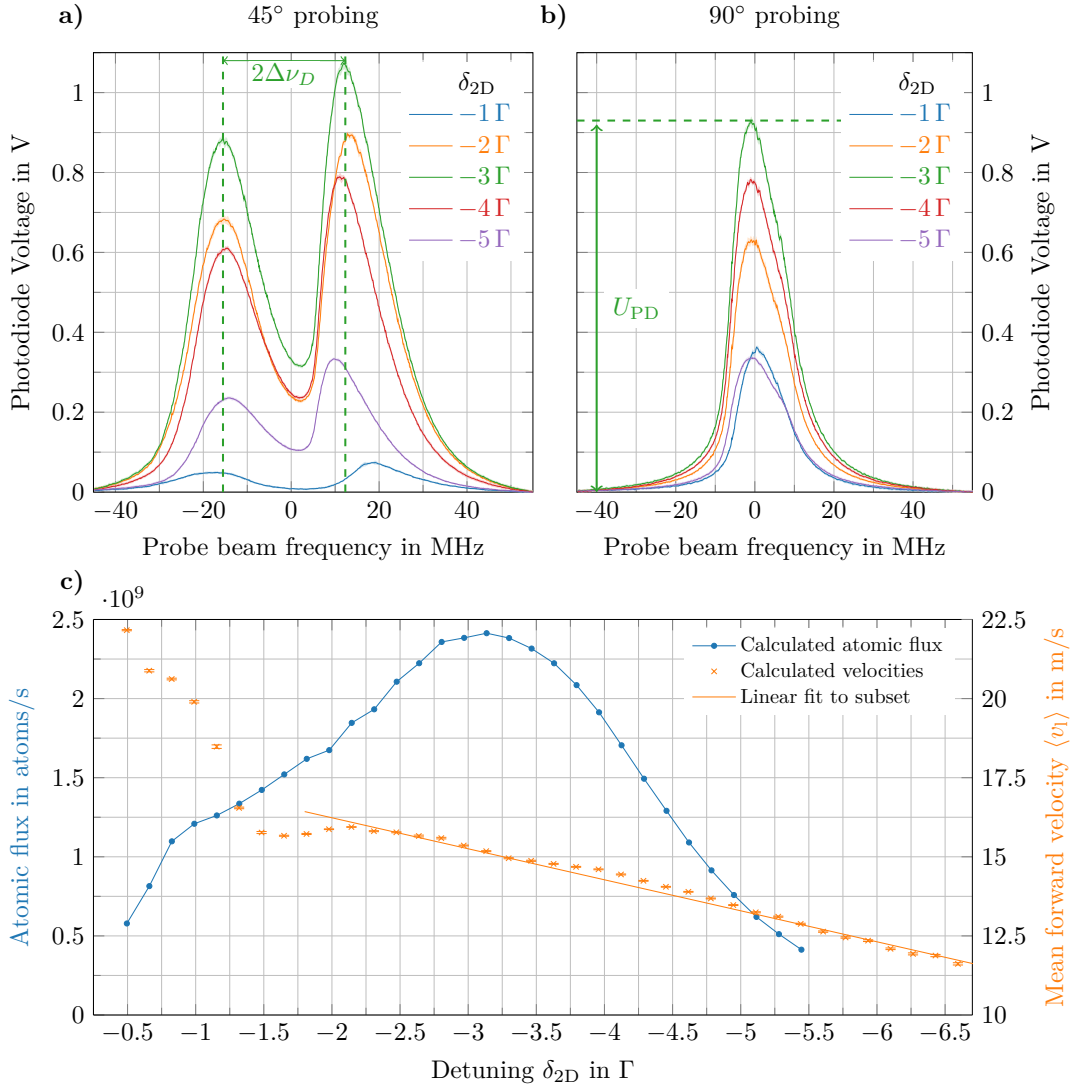 a) 45° probing
b) 90° probing
Photodiode Voltage in V
1
0.8
0.6
0.4
0.2
0
2Δν_D
δ_2D
−1 Γ
−2 Γ
−3 Γ
−4 Γ
−5 Γ
−40 −20 0 20 40
Probe beam frequency in MHz
U_PD
δ_2D
−1 Γ
−2 Γ
−3 Γ
−4 Γ
−5 Γ
1
0.8
0.6
0.4
0.2
0
Photodiode Voltage in V
−40 −20 0 20 40
Probe beam frequency in MHz
c)
·10⁹
Atomic flux in atoms/s
2.5
2
1.5
1
0.5
0
Calculated atomic flux
Calculated velocities
Linear fit to subset
22.5
20
17.5
15
12.5
10
Mean forward velocity ⟨v_l⟩ in m/s
−0.5 −1 −1.5 −2 −2.5 −3 −3.5 −4 −4.5 −5 −5.5 −6 −6.5
Detuning δ_2D in Γ